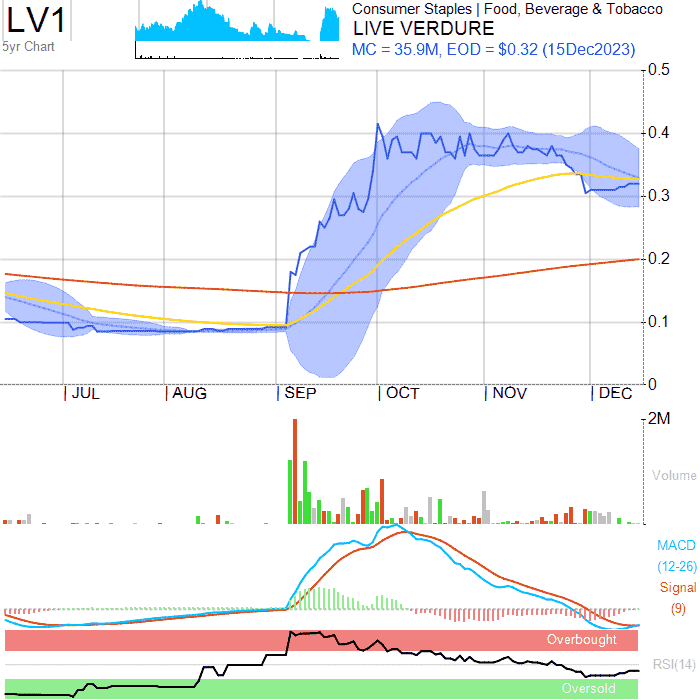 LV1
5yr Chart
Consumer Staples | Food, Beverage & Tobacco
LIVE VERDURE
MC = 35.9M, EOD = $0.32 (15Dec2023)
0.5
0.4
0.3
0.2
0.1
0
JUL AUG SEP OCT NOV DEC
2M
Volume
MACD
(12-26)
Signal
(9)
Overbought
RSI(14)
Oversold